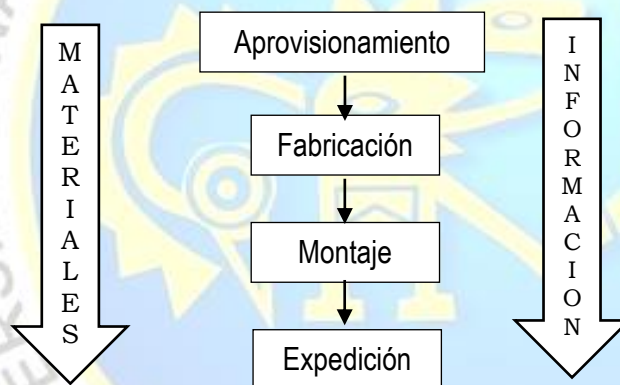 MATERIALES
Aprovisionamiento
Fabricación
Montaje
Expedición
INFORMACION